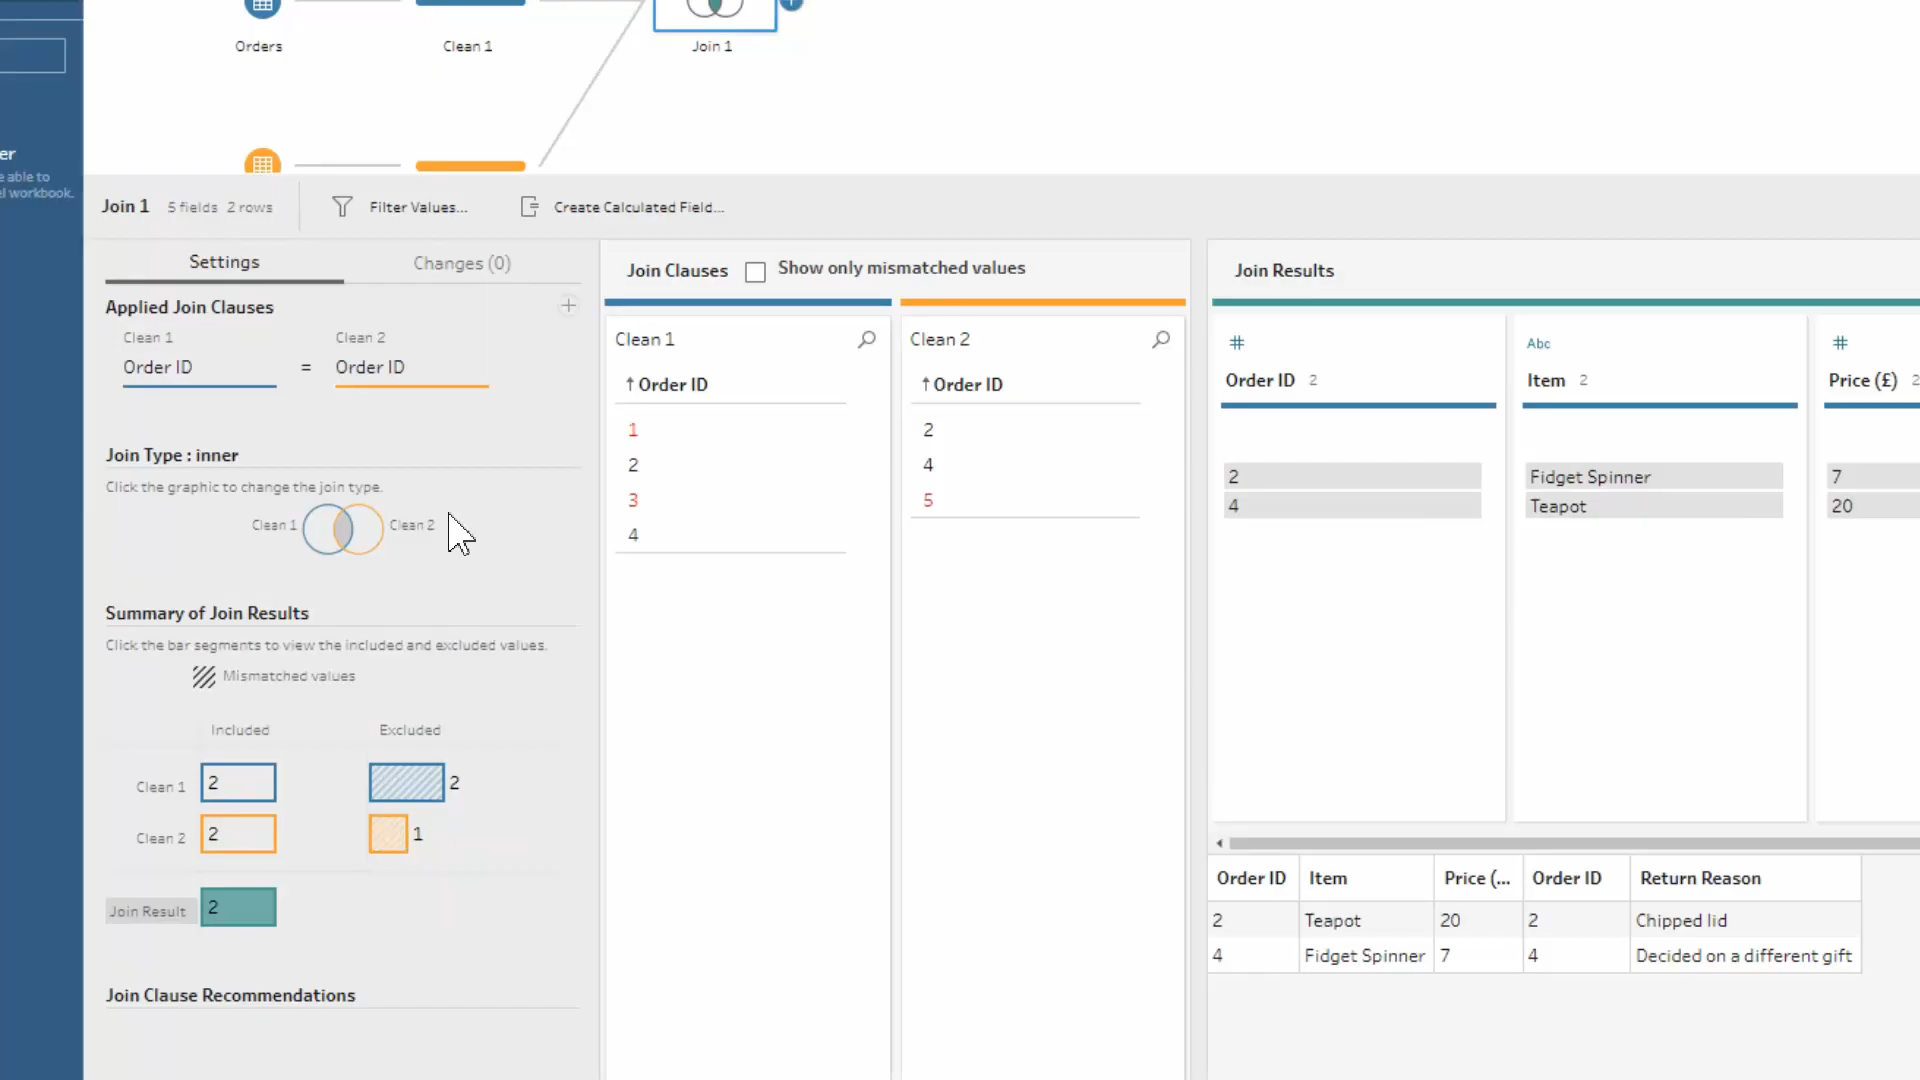 Orders
Clean 1
Join 1
er
e able to
el workbook.
Join 1 5 fields 2 rows
Filter Values...
Create Calculated Field...
Settings
Changes (0)
Applied Join Clauses
Clean 1
Order ID
=
Clean 2
Order ID
Join Type : inner
Click the graphic to change the join type.
Clean 1
Clean 2
Summary of Join Results
Click the bar segments to view the included and excluded values.
Mismatched values
Included
Excluded
Clean 1 2 2
Clean 2 2 1
Join Result 2
Join Clause Recommendations
Join Clauses
Show only mismatched values
Clean 1
Order ID
1
2
3
4
Clean 2
Order ID
2
4
5
Join Results
#
Order ID 2
2
4
Abc
Item 2
Fidget Spinner
Teapot
#
Price (£) 2
7
20
Order ID Item Price (... Order ID Return Reason
2 Teapot 20 2 Chipped lid
4 Fidget Spinner 7 4 Decided on a different gift